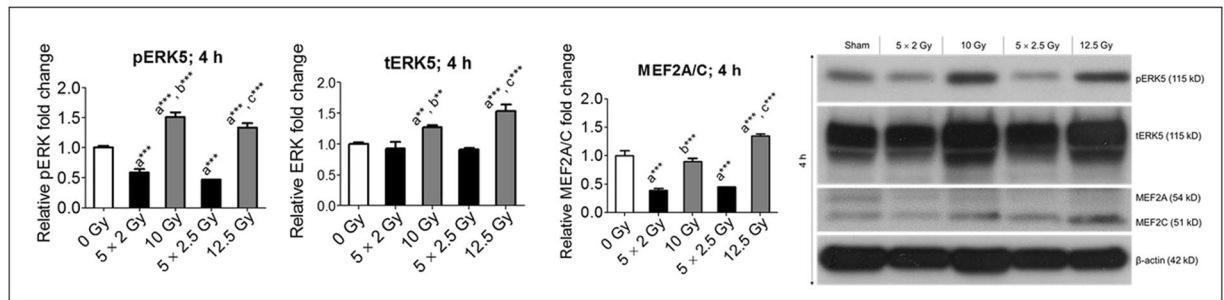 pERK5; 4 h
Relative pERK fold change
2.0
1.5
1.0
0.5
0.0
a***
a***, b***
a***
a***, c***
0 Gy
5 × 2 Gy
10 Gy
5 × 2.5 Gy
12.5 Gy
tERK5; 4 h
Relative ERK fold change
2.0
1.5
1.0
0.5
0.0
a***, b**
a***, c***
0 Gy
5 × 2 Gy
10 Gy
5 × 2.5 Gy
12.5 Gy
MEF2A/C; 4 h
Relative MEF2A/C fold change
2.0
1.5
1.0
0.5
0.0
a***
b***
a***
a***, c***
0 Gy
5 × 2 Gy
10 Gy
5 × 2.5 Gy
12.5 Gy
Sham 5 × 2 Gy 10 Gy 5 × 2.5 Gy 12.5 Gy
4 h
pERK5 (115 kD)
tERK5 (115 kD)
MEF2A (54 kD)
MEF2C (51 kD)
β-actin (42 kD)